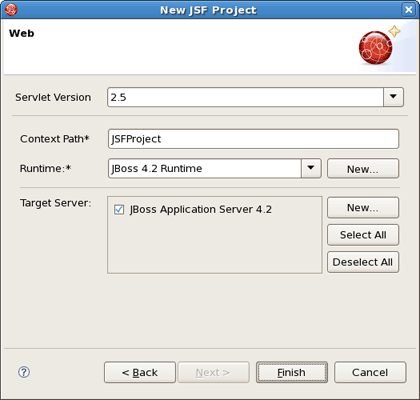 New JSF Project
Web
Servlet Version 2.5
Context Path* JSFProject
Runtime:* JBoss 4.2 Runtime New...
Target Server: JBoss Application Server 4.2 New...
Select All
Deselect All
? < Back Next > Finish Cancel